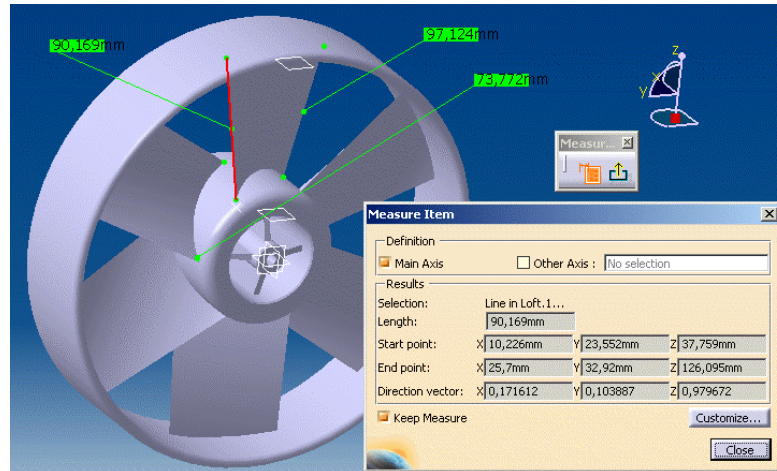 90,169mm
97,124mm
73,772mm
z
x
y
Measur...
Measure Item
Definition
Main Axis
Other Axis :
No selection
Results
Selection:
Line in Loft.1...
Length:
90,169mm
Start point:
X 10,226mm Y 23,552mm Z 37,759mm
End point:
X 25,7mm Y 32,92mm Z 126,095mm
Direction vector:
X 0,171612 Y 0,103887 Z 0,979672
Keep Measure
Customize...
Close